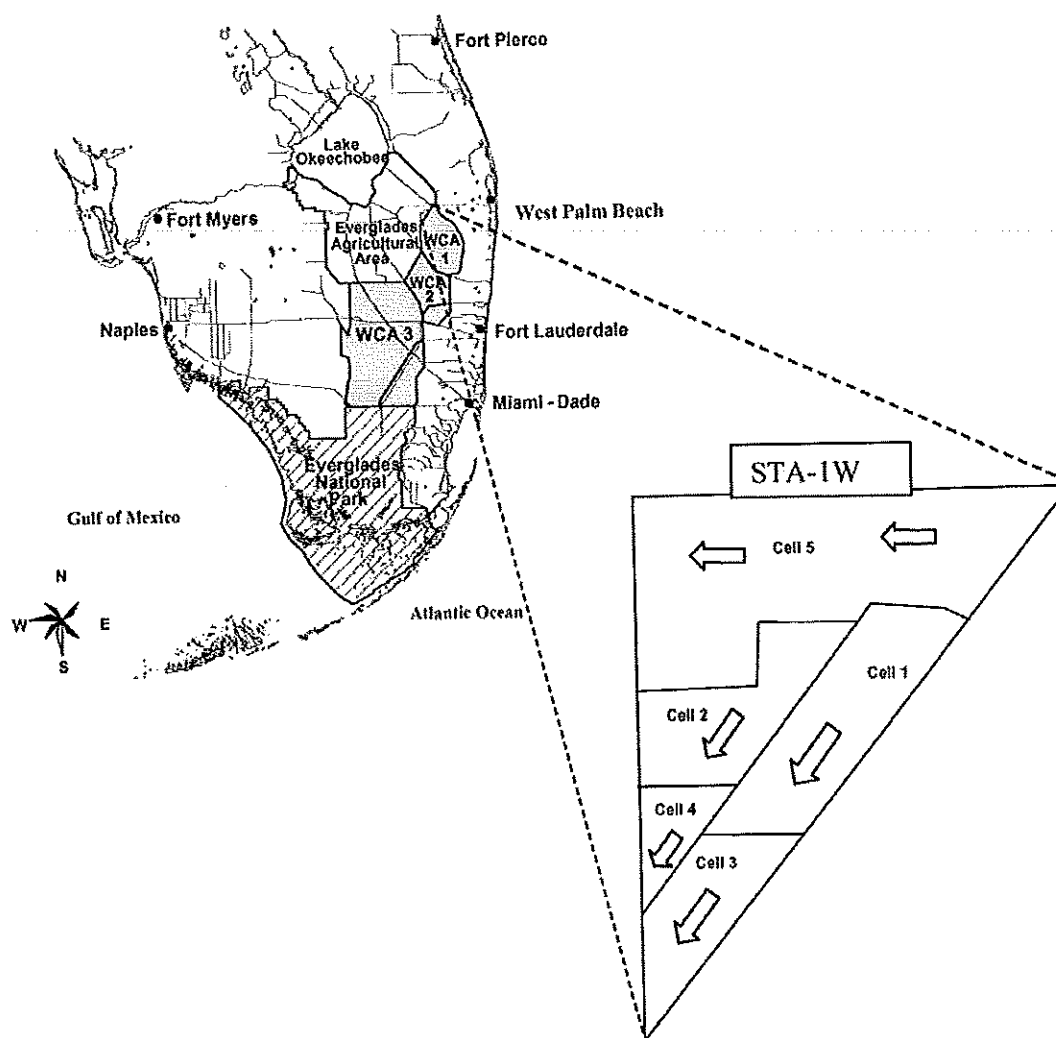 Fort Pierce
Lake
Okeechobee
Fort Myers
West Palm Beach
Everglades
Agricultural
Area
WCA
1
WCA
2
Naples
WCA 3
Fort Lauderdale
Miami - Dade
Everglades
National
Park
Gulf of Mexico
Atlantic Ocean
N
W
E
S
STA-1W
Cell 5
Cell 1
Cell 2
Cell 4
Cell 3